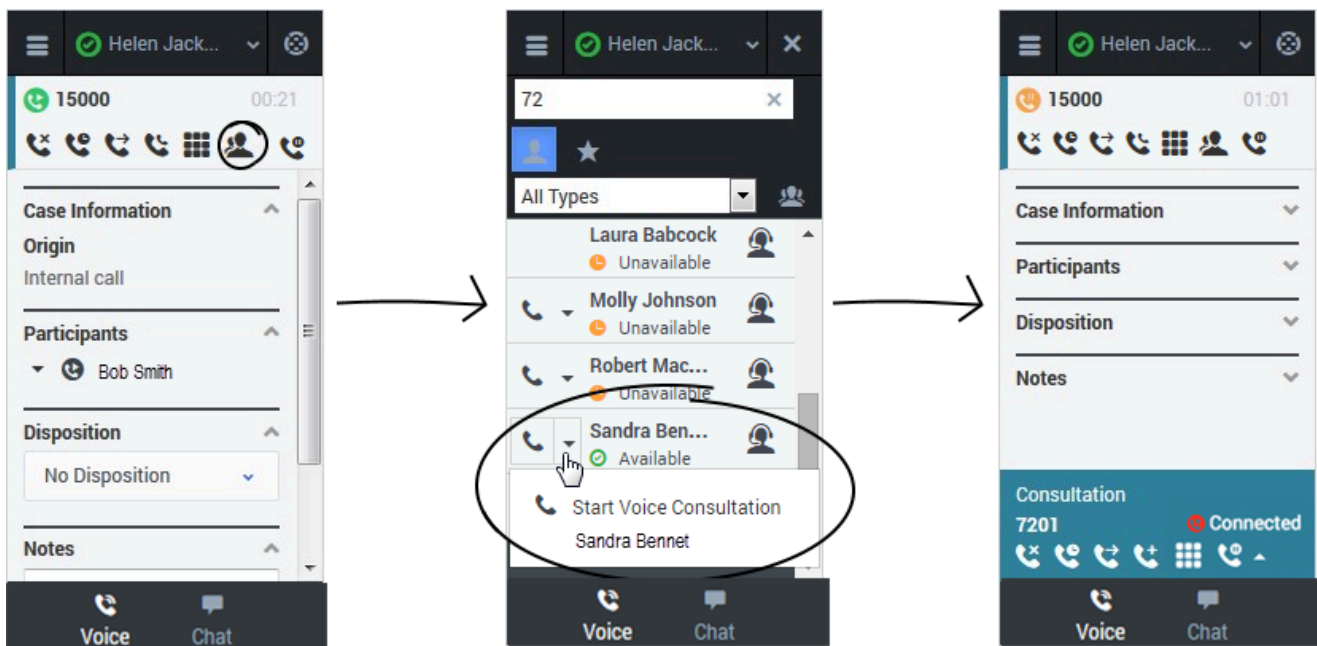 Helen Jack...
15000 00:21
Case Information
Origin
Internal call
Participants
Bob Smith
Disposition
No Disposition
Notes
Voice Chat
Helen Jack...
72
All Types
Laura Babcock
Unavailable
Molly Johnson
Unavailable
Robert Mac...
Unavailable
Sandra Ben...
Available
Start Voice Consultation
Sandra Bennet
Voice Chat
Helen Jack...
15000 01:01
Case Information
Participants
Disposition
Notes
Consultation
7201 Connected
Voice Chat